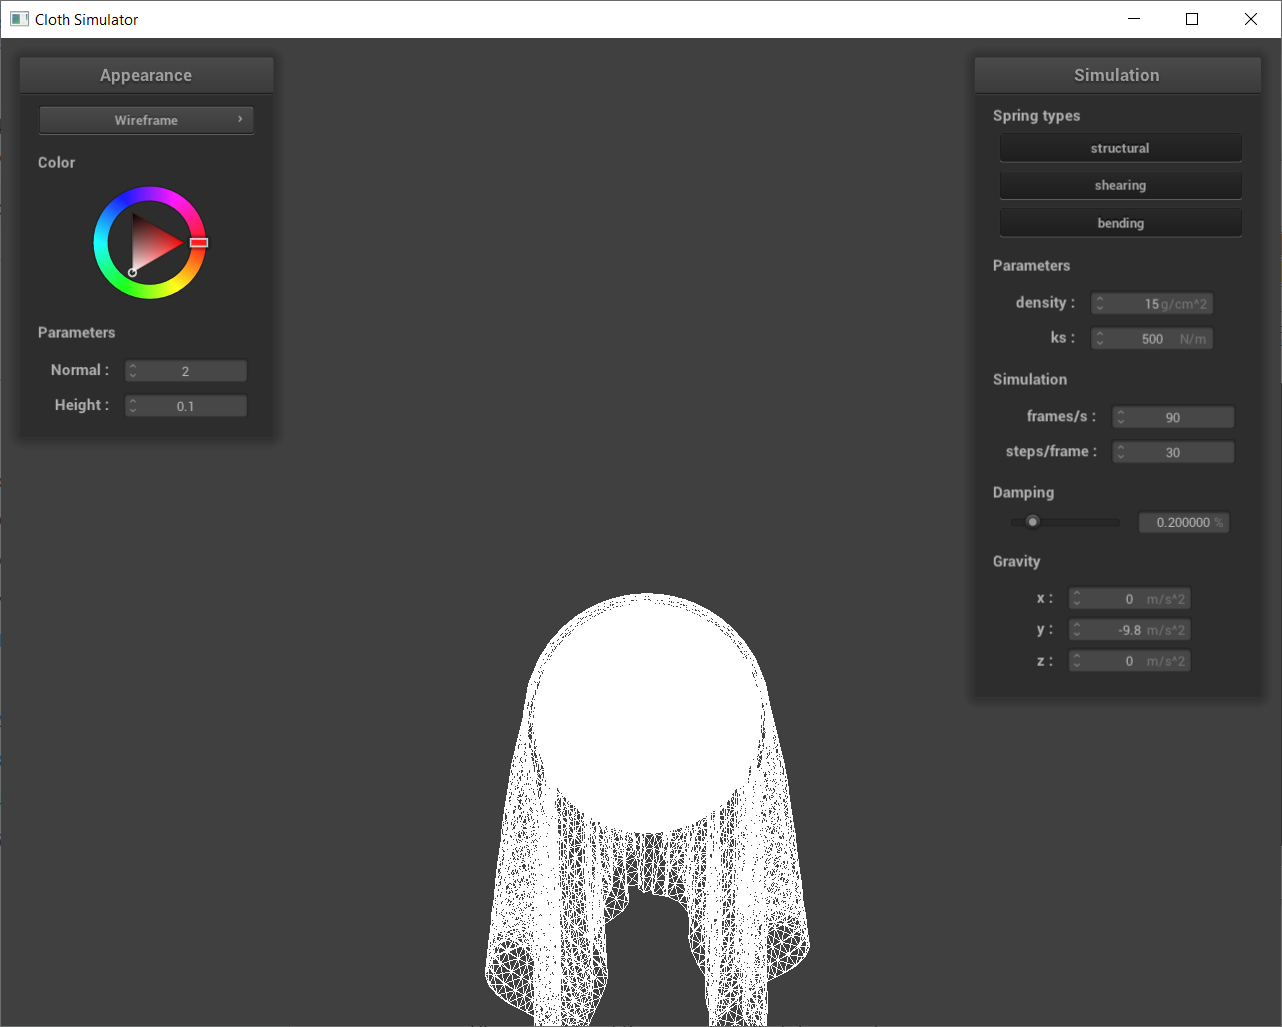 Cloth Simulator
Appearance
Wireframe
Color
Parameters
Normal : 2
Height : 0.1
Simulation
Spring types
structural
shearing
bending
Parameters
density : 15 g/cm^2
ks : 500 N/m
Simulation
frames/s : 90
steps/frame : 30
Damping
0.200000 %
Gravity
x : 0 m/s^2
y : -9.8 m/s^2
z : 0 m/s^2